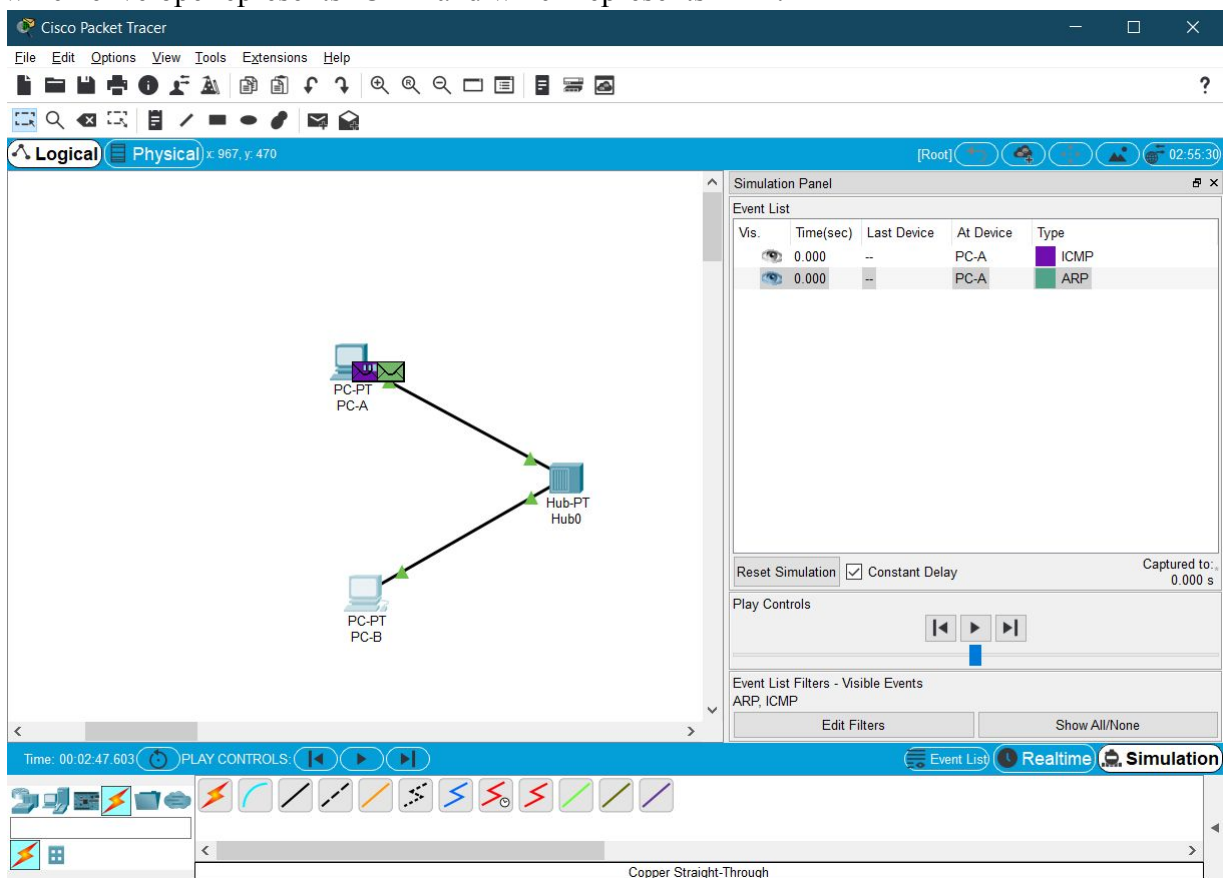 Cisco Packet Tracer
File Edit Options View Tools Extensions Help
?
Logical Physical x: 967, y: 470 [Root] 02:55:30
Simulation Panel
Event List
Vis. Time(sec) Last Device At Device Type
0.000 -- PC-A ICMP
0.000 -- PC-A ARP
PC-PT
PC-A
Hub-PT
Hub0
PC-PT
PC-B
Reset Simulation Constant Delay Captured to:
0.000 s
Play Controls
Event List Filters - Visible Events
ARP, ICMP
Edit Filters Show All/None
Time: 00:02:47.603 PLAY CONTROLS: Event List Realtime Simulation
Copper Straight-Through